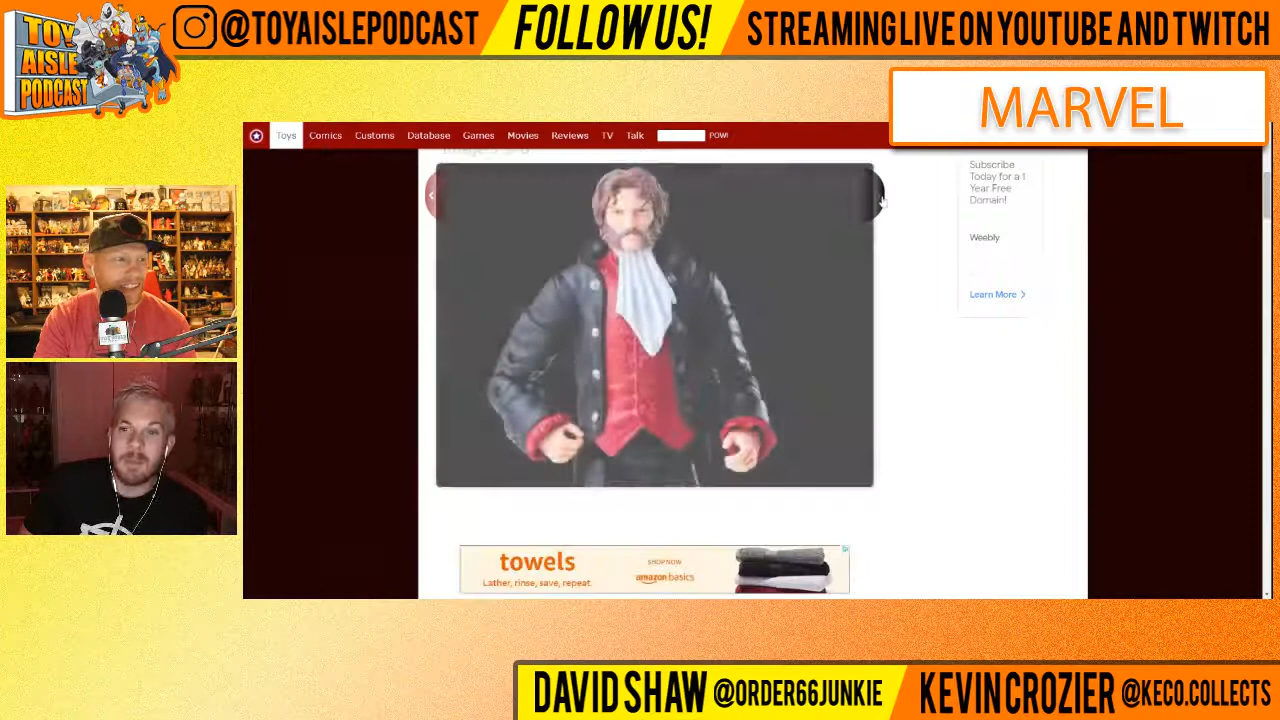 TOY
AISLE
PODCAST
@TOYAISLEPODCAST
FOLLOW US!
STREAMING LIVE ON YOUTUBE AND TWITCH
MARVEL
Toys
Comics
Customs
Database
Games
Movies
Reviews
TV
Talk
POW!
Subscribe
Today for a 1
Year Free
Domain!
Weebly
Learn More
towels
Lather, rinse, save, repeat.
SHOP NOW
amazon basics
DAVID SHAW @ORDER66JUNKIE
KEVIN CROZIER @KECO.COLLECTS